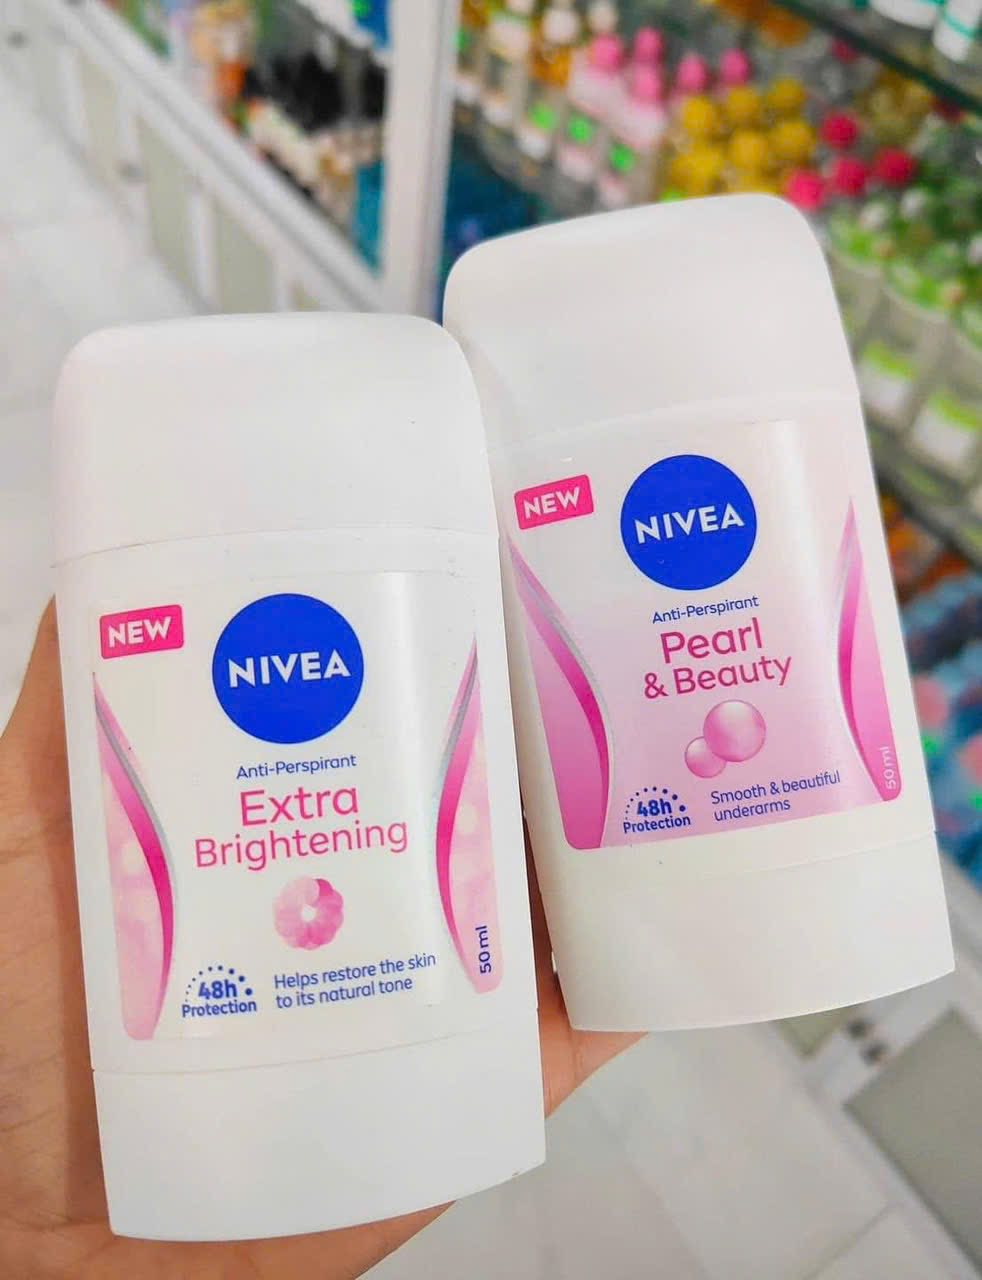 NEW
NIVEA
Anti-Perspirant
Extra
Brightening
48h
Protection
Helps restore the skin
to its natural tone
50 ml
NEW
NIVEA
Anti-Perspirant
Pearl
& Beauty
48h
Protection
Smooth & beautiful
underarms
50 ml